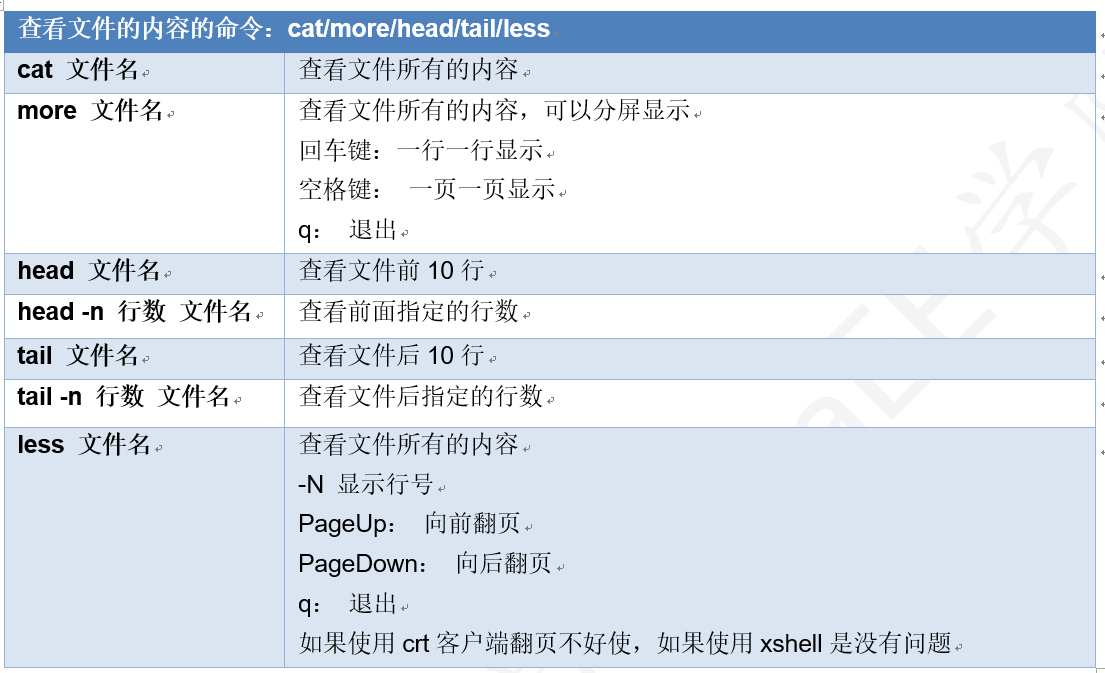 查看文件的内容的命令：cat/more/head/tail/less
cat 文件名
查看文件所有的内容
more 文件名
查看文件所有的内容，可以分屏显示
回车键：一行一行显示
空格键： 一页一页显示
q： 退出
head 文件名
查看文件前 10 行
head -n 行数 文件名
查看前面指定的行数
tail 文件名
查看文件后 10 行
tail -n 行数 文件名
查看文件后指定的行数
less 文件名
查看文件所有的内容
-N 显示行号
PageUp： 向前翻页
PageDown： 向后翻页
q： 退出
如果使用 crt 客户端翻页不好使，如果使用 xshell 是没有问题
aEE学